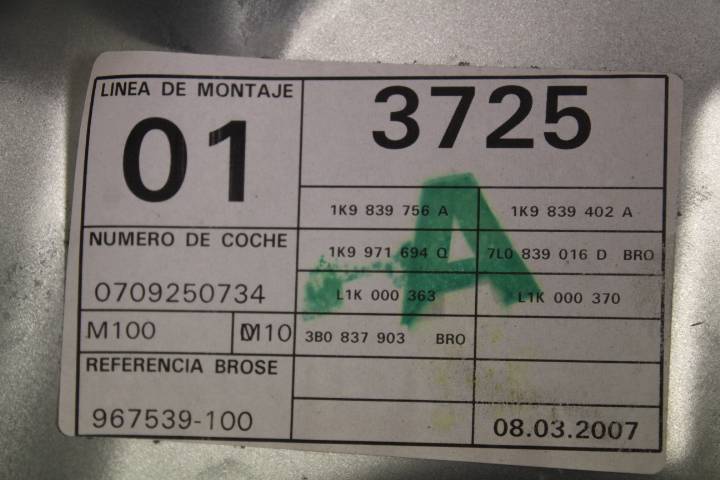 LINEA DE MONTAJE
01
3725
1K9 839 756 A
1K9 839 402 A
NUMERO DE COCHE
0709250734
1K9 971 694 Q
7L0 839 016 D BRO
L1K 000 363
L1K 000 370
A
M100
M10
3B0 837 903 BRO
REFERENCIA BROSE
967539-100
08.03.2007